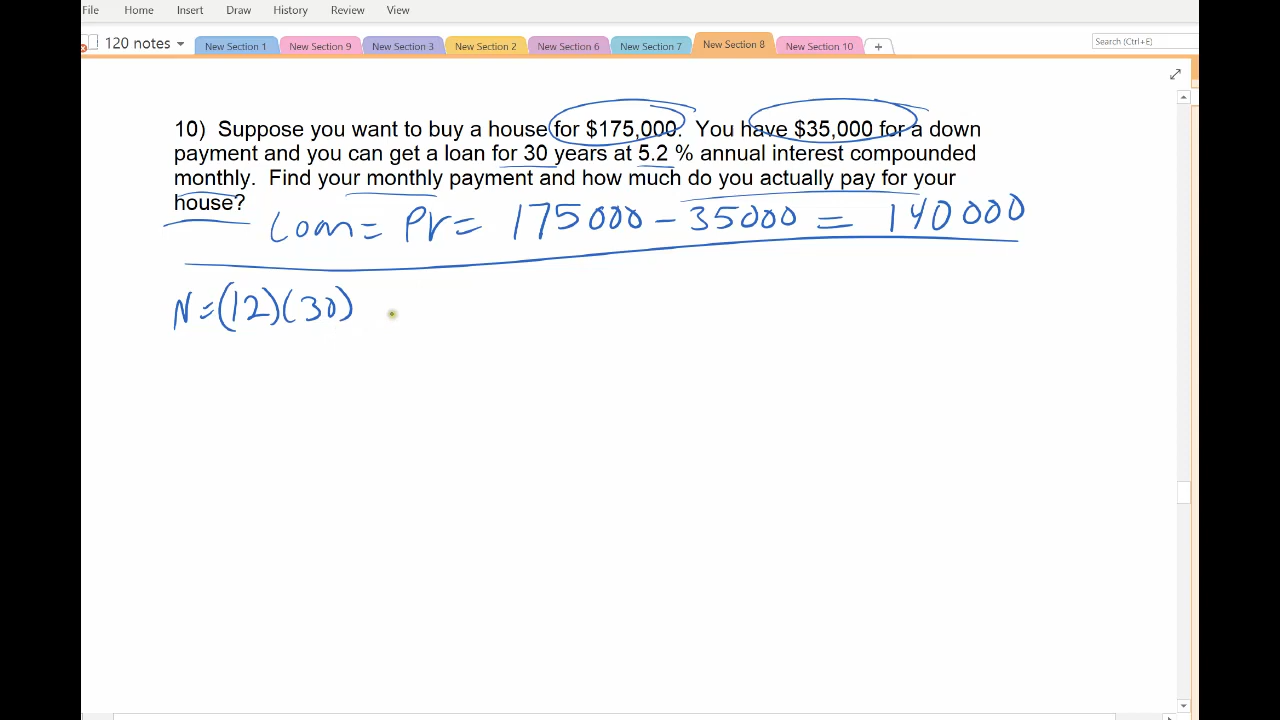 File Home Insert Draw History Review View
120 notes New Section 1 New Section 9 New Section 3 New Section 2 New Section 6 New Section 7 New Section 8 New Section 10 + Search (Ctrl+E)
10) Suppose you want to buy a house for $175,000. You have $35,000 for a down
payment and you can get a loan for 30 years at 5.2 % annual interest compounded
monthly. Find your monthly payment and how much do you actually pay for your
house?
Loan = PV = 175000 - 35000 = 140000
N = (12)(30)